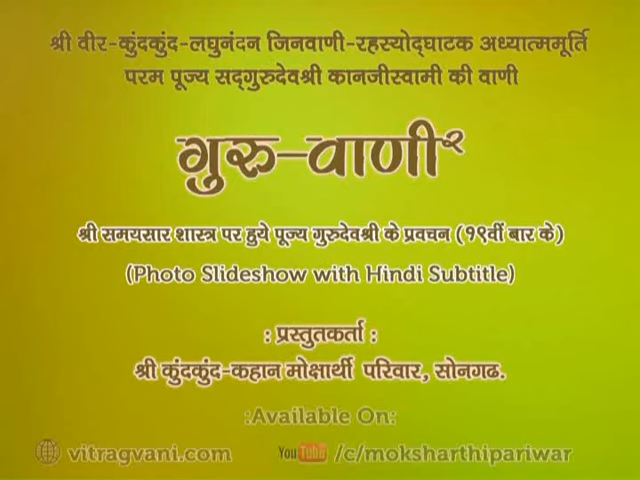 श्री वीर-कुंदकुंद-लघुनंदन जिनवाणी-रहस्योद्घाटक अध्यात्ममूर्ति
परम पूज्य सद्गुरुदेवश्री कानजीस्वामी की वाणी
गुरु-वाणी२
श्री समयसार शास्त्र पर हुये पूज्य गुरुदेवश्री के प्रवचन (१९वीं बार के)
(Photo Slideshow with Hindi Subtitle)
: प्रस्तुतकर्ता :
श्री कुंदकुंद-कहान मोक्षार्थी परिवार, सोनगढ.
:Available On:
vitragvani.com
YouTube /c/moksharthipariwar